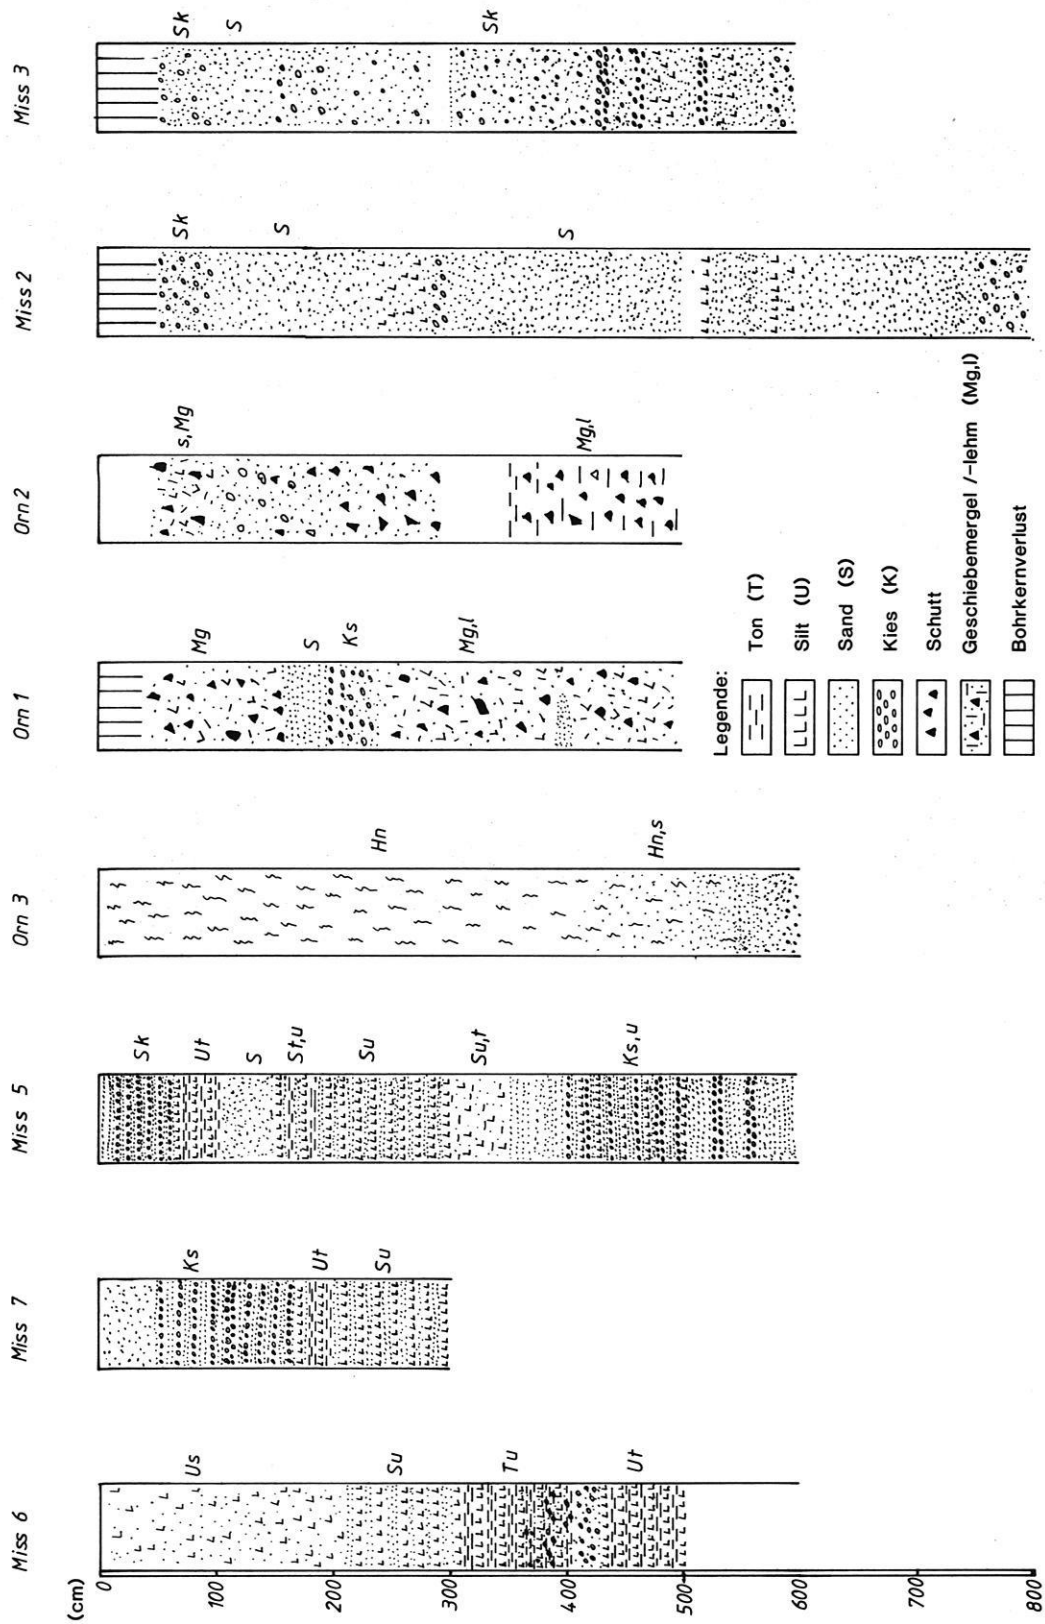 Miss 6
Us
Su
Tu
Ut
Miss 7
Ks
Ut
Su
Miss 5
Sk
Ut
S
St,u
Su
Su,t
Ks,u
Orn 3
Hn
Hn,s
Orn 1
Mg
S
Ks
Mg,l
Orn 2
s,Mg
Mg,l
Miss 2
Sk
S
S
Miss 3
Sk
S
Sk
(cm)
0
100
200
300
400
500
600
700
800
Legende:
Ton (T)
Silt (U)
Sand (S)
Kies (K)
Schutt
Geschiebemergel /-lehm (Mg,l)
Bohrkernverlust